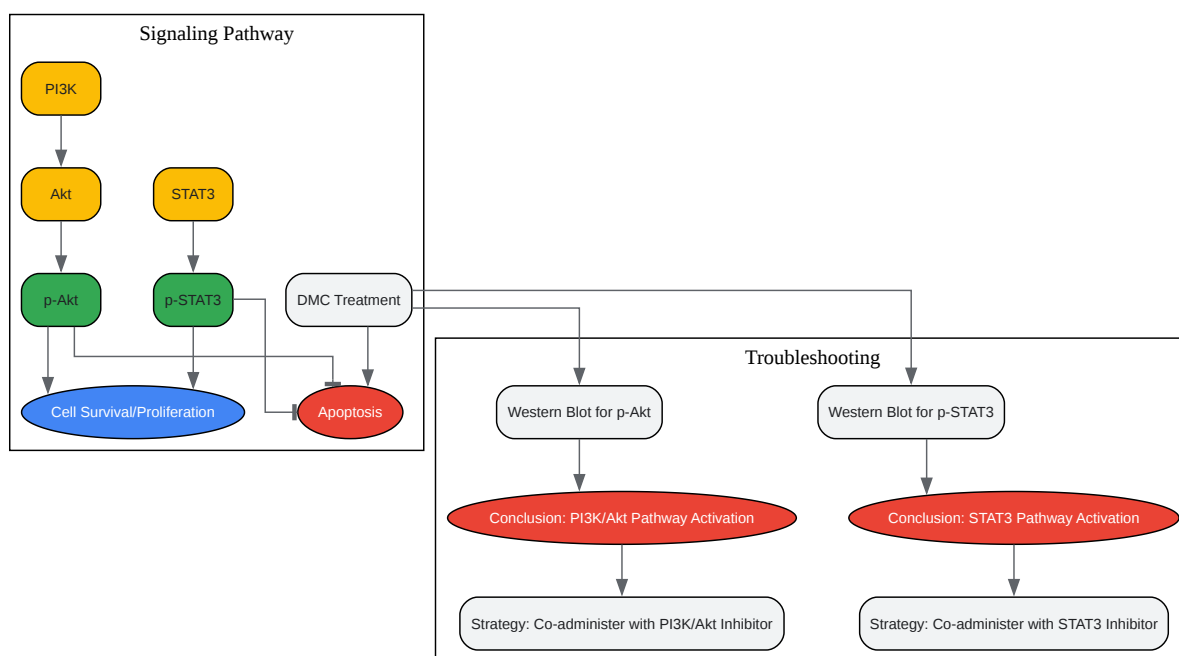 Signaling Pathway
PI3K
Akt
STAT3
p-Akt
p-STAT3
DMC Treatment
Cell Survival/Proliferation
Apoptosis
Troubleshooting
Western Blot for p-Akt
Western Blot for p-STAT3
Conclusion: PI3K/Akt Pathway Activation
Conclusion: STAT3 Pathway Activation
Strategy: Co-administer with PI3K/Akt Inhibitor
Strategy: Co-administer with STAT3 Inhibitor